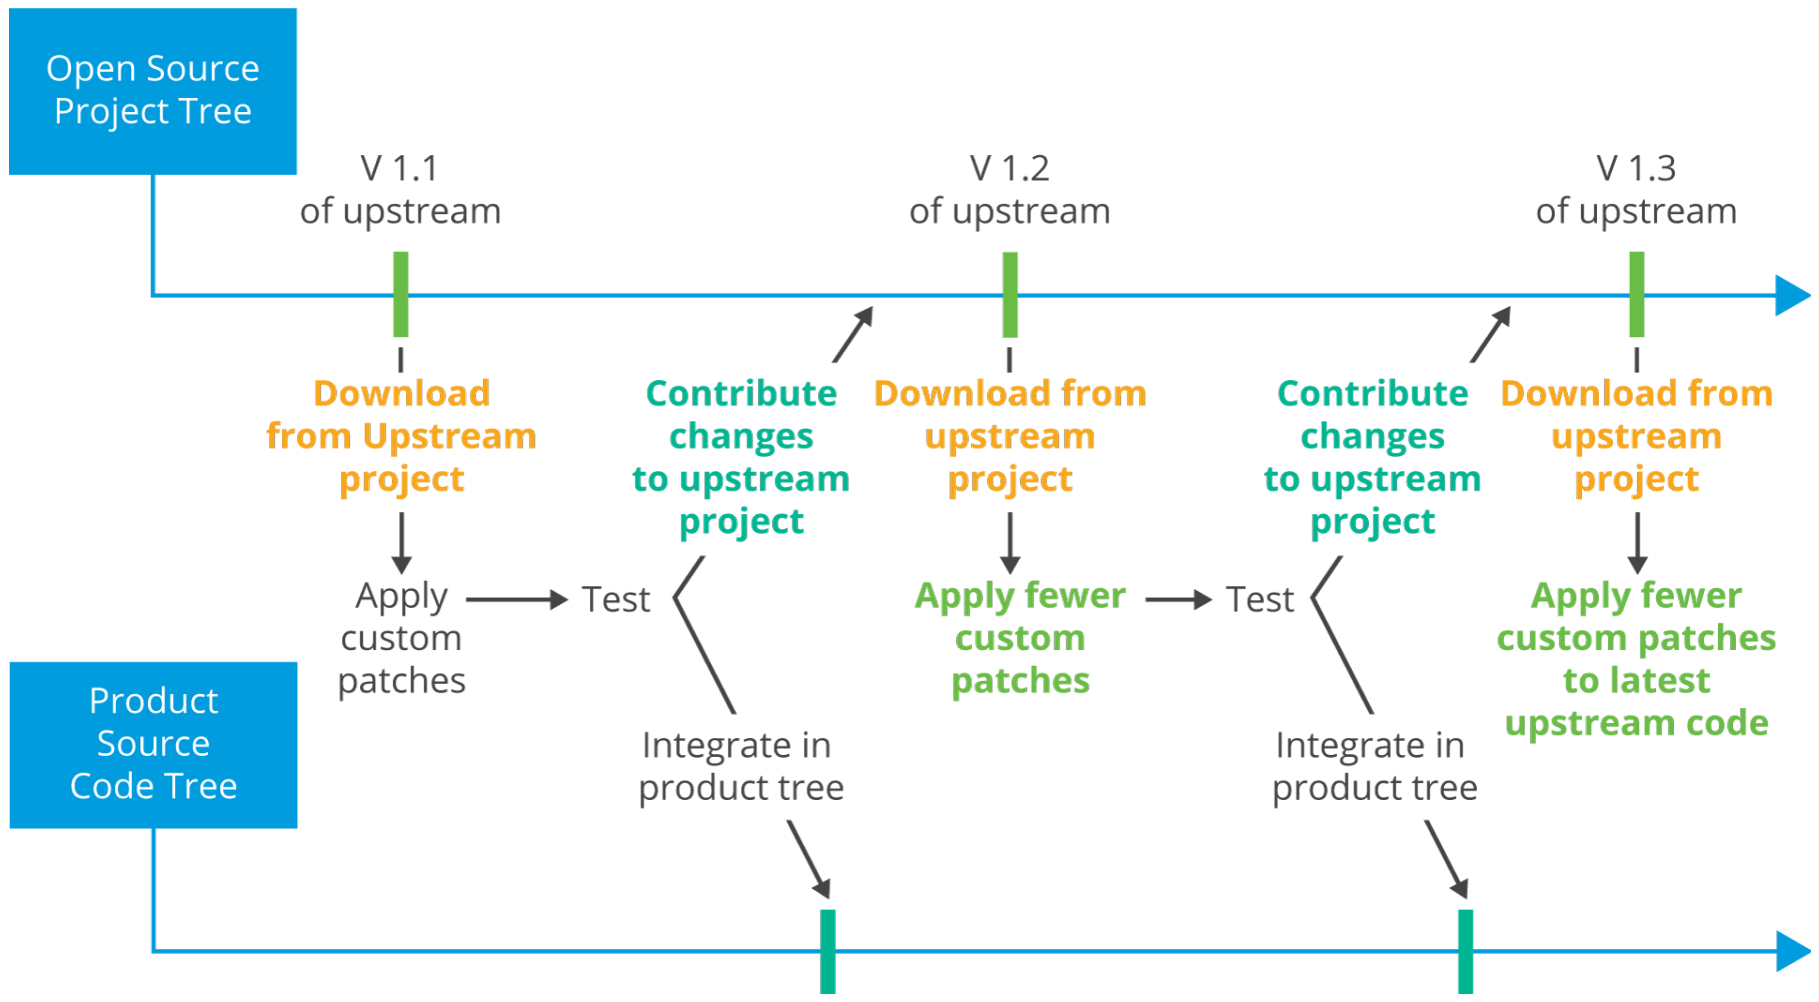 Open Source
Project Tree
V 1.1
of upstream
V 1.2
of upstream
V 1.3
of upstream
Download
from Upstream
project
Contribute
changes
to upstream
project
Download from
upstream
project
Contribute
changes
to upstream
project
Download from
upstream
project
Apply
custom
patches
Test
Apply fewer
custom
patches
Test
Apply fewer
custom patches
to latest
upstream code
Product
Source
Code Tree
Integrate in
product tree
Integrate in
product tree